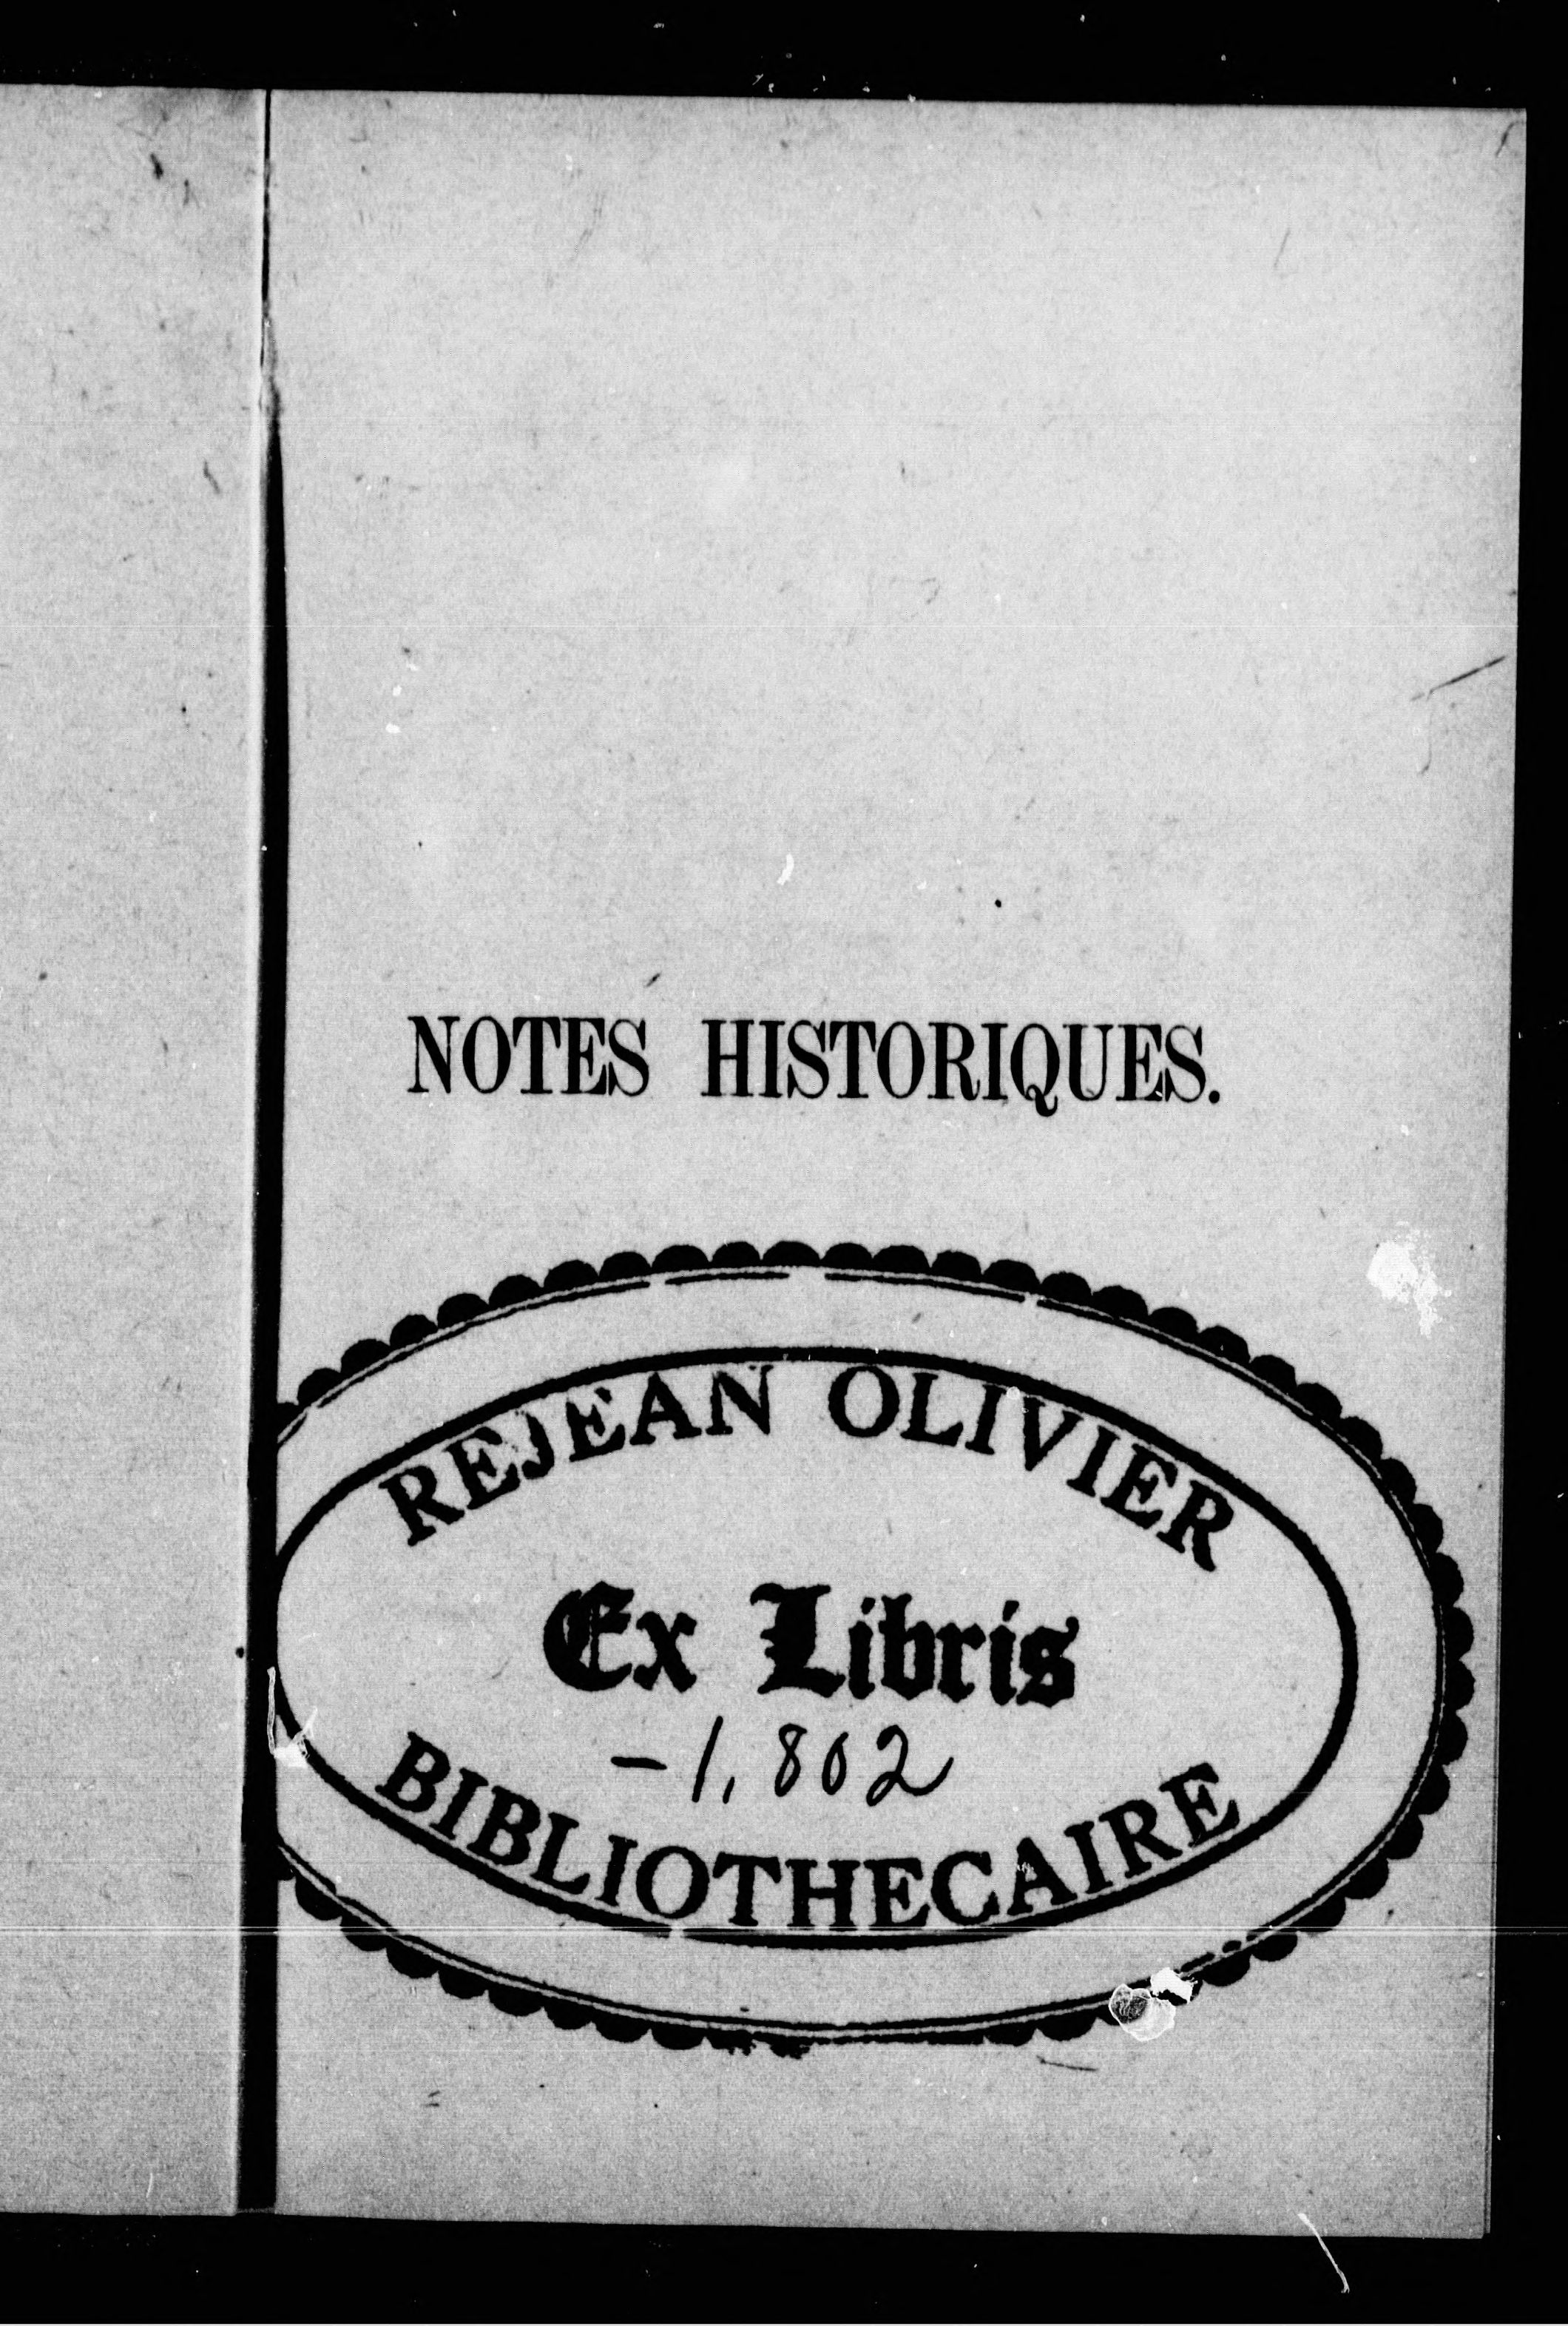 NOTES HISTORIQUES.
REJEAN OLIVIER
Ex Libris
-1,802
BIBLIOTHECAIRE